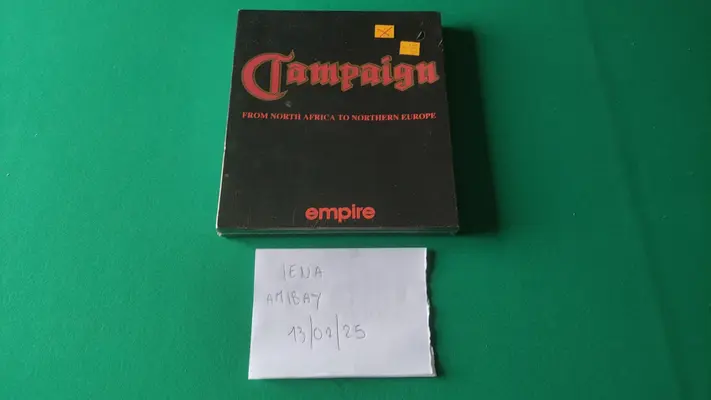 Campaign
FROM NORTH AFRICA TO NORTHERN EUROPE
empire
IENA
AMIBAY
13/02/25